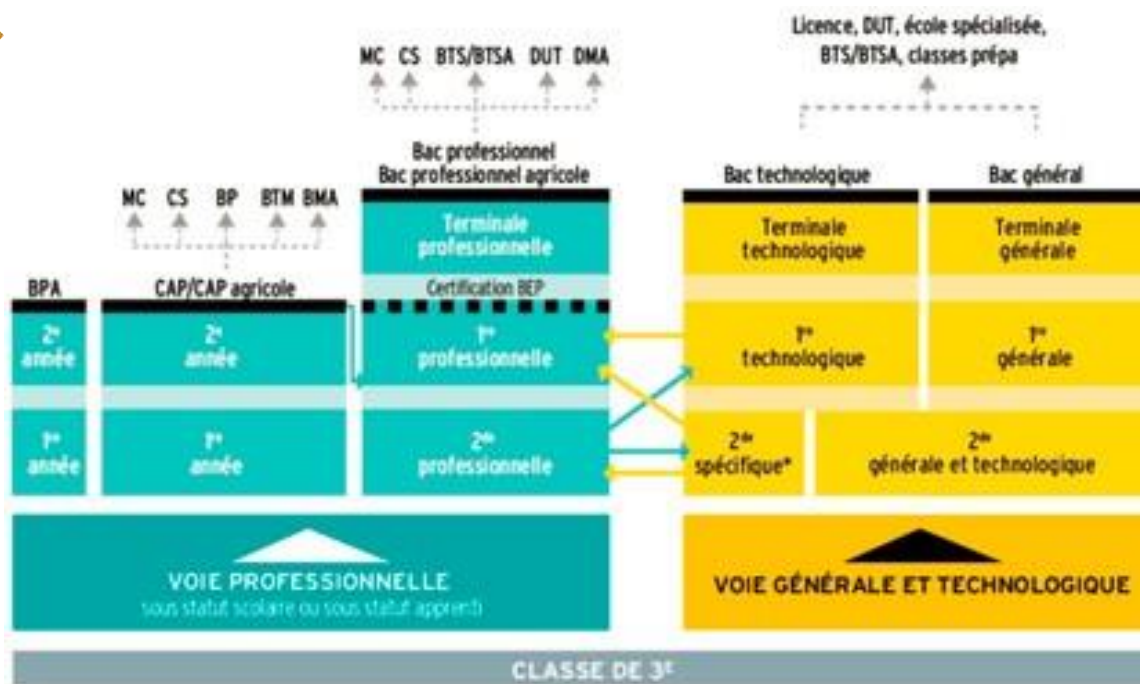 Licence, DUT, école spécialisée,
BTS/BTSA, classes prépa
MC CS BTS/BTSA DUT DMA
Bac professionnel
Bac professionnel agricole
Bac technologique
Bac général
MC CS BP BTM BMA
Terminale
professionnelle
Terminale
technologique
Terminale
générale
BPA
CAP/CAP agricole
Certification BEP
2e
année
2e
année
1re
professionnelle
1re
technologique
1re
générale
1re
année
1re
année
2de
professionnelle
2de
spécifique*
2de
générale et technologique
VOIE PROFESSIONNELLE
sous statut scolaire ou sous statut apprenti
VOIE GÉNÉRALE ET TECHNOLOGIQUE
CLASSE DE 3E